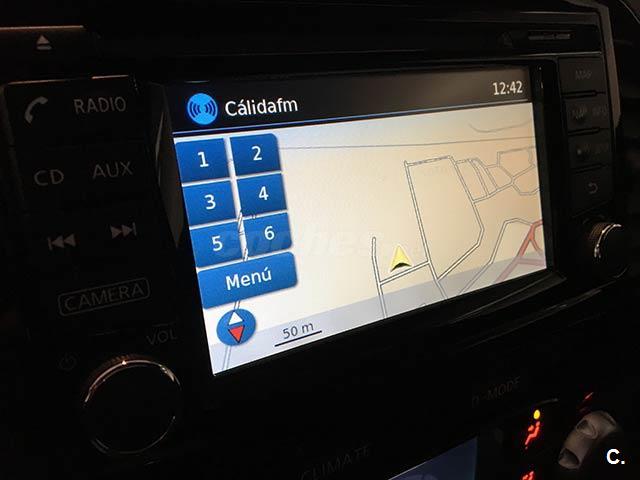 Cálidafm
12:42
RADIO
MAP
1
2
CD
AUX
3
4
5
6
Menú
CAMERA
50 m
VOL
D-MODE
CLIMATE
C.